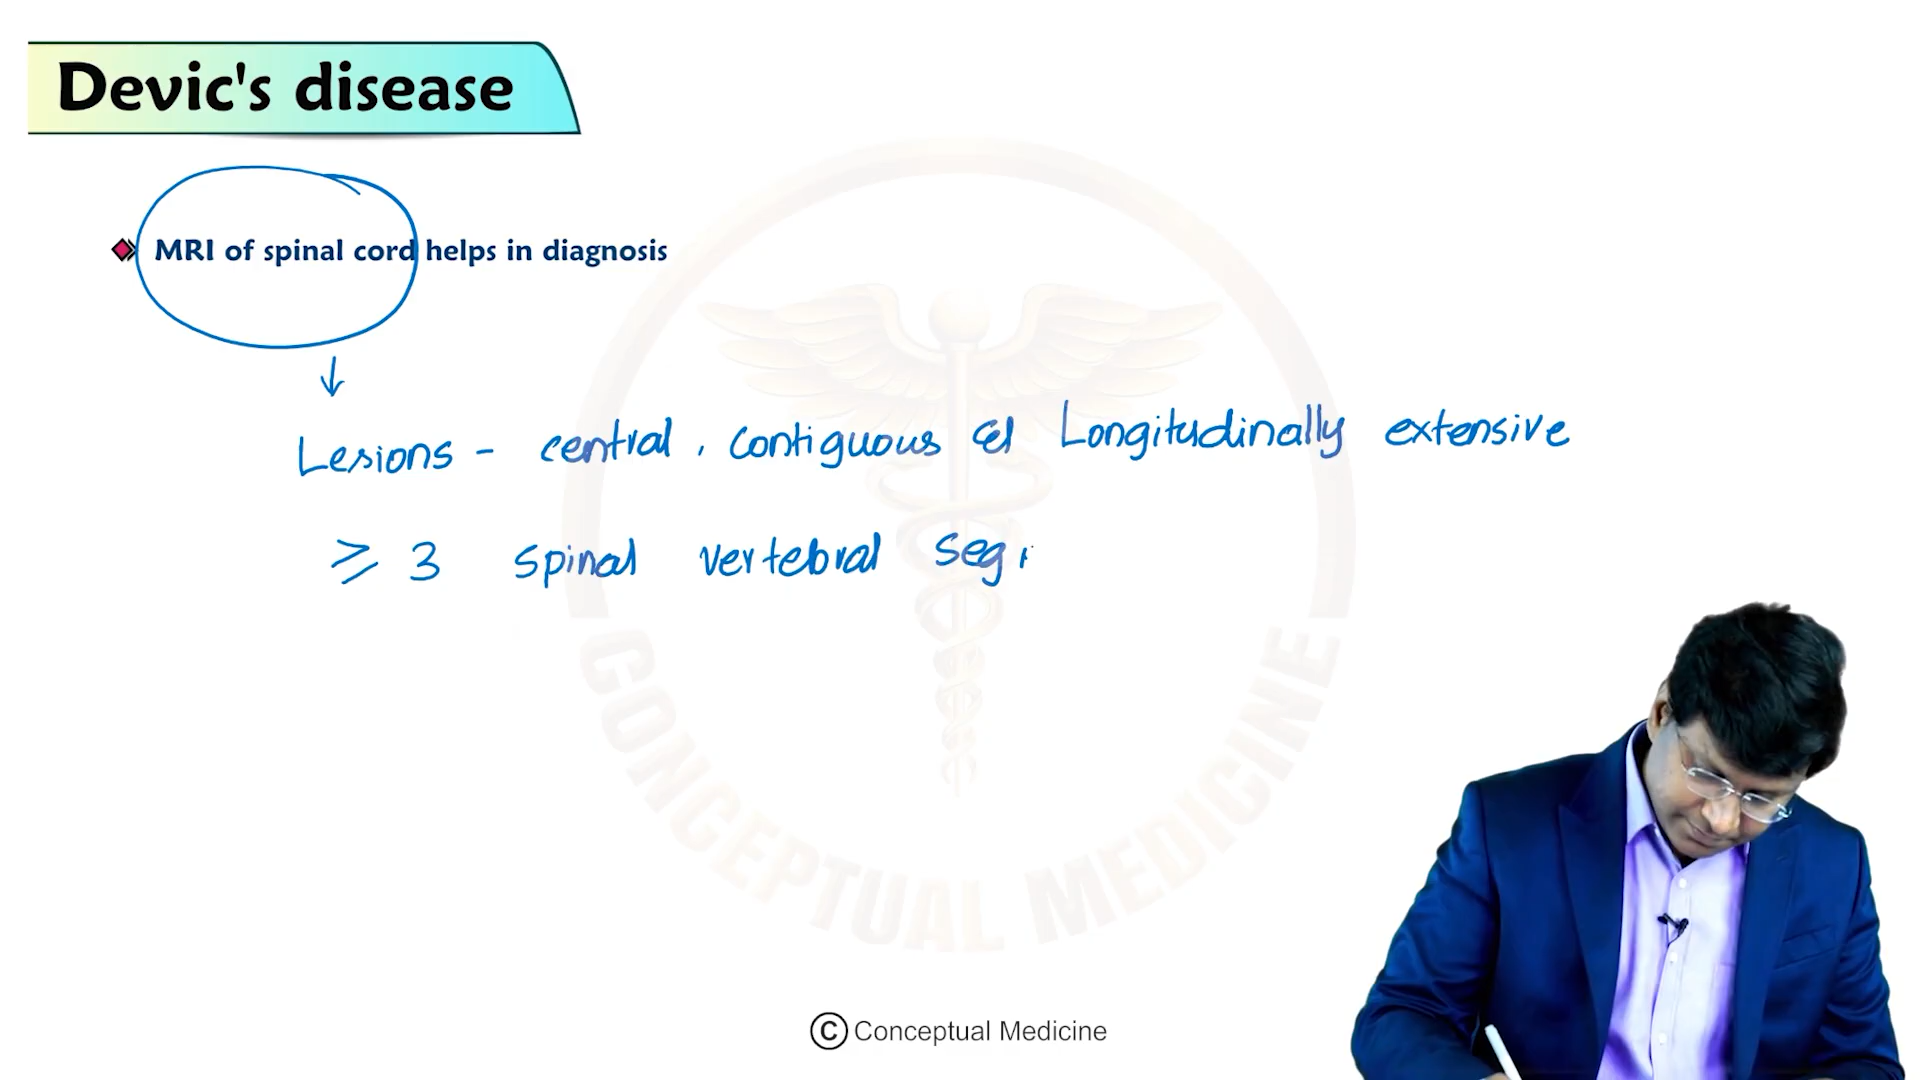 Devic's disease
MRI of spinal cord helps in diagnosis
Lesions - central, contiguous & Longitudinally extensive
≥ 3 spinal vertebral seg
CONCEPTUAL MEDICINE
© Conceptual Medicine